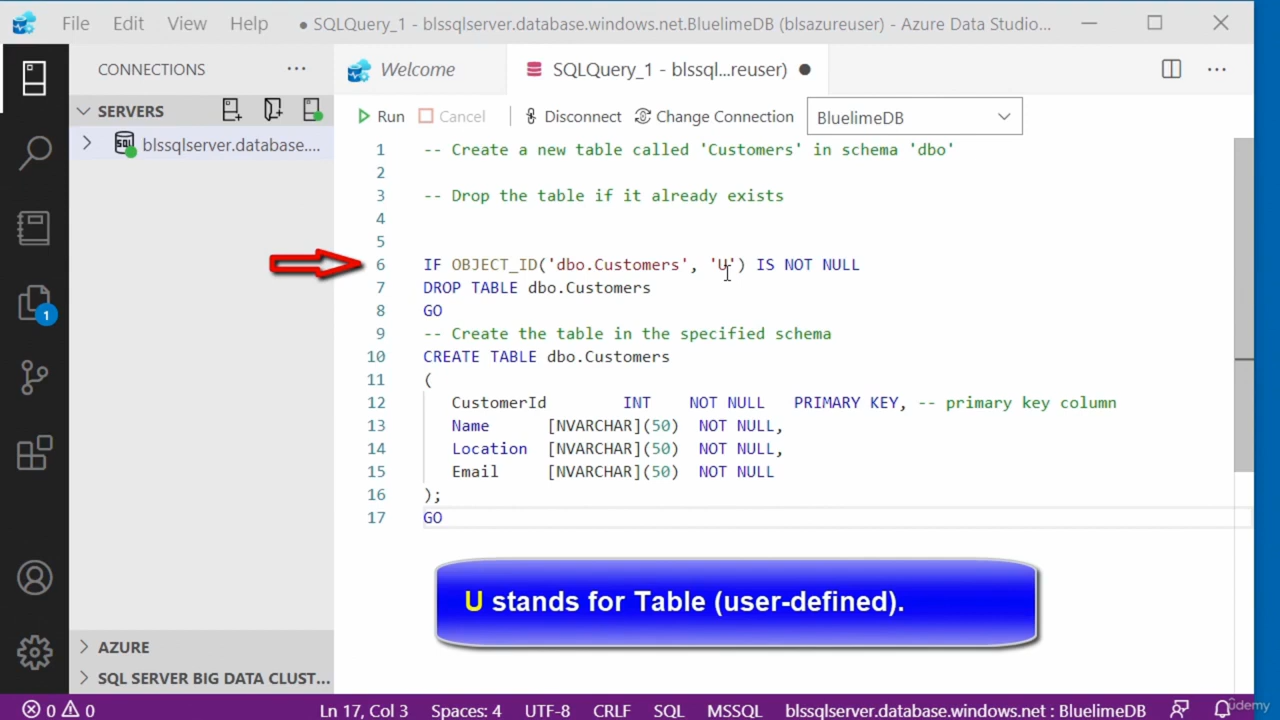 File Edit View Help ● SQLQuery_1 - blssqlserver.database.windows.net.BluelimeDB (blsazureuser) - Azure Data Studio...
CONNECTIONS ...
Welcome
SQLQuery_1 - blssql...reuser) ●
SERVERS
blssqlserver.database....
Run Cancel Disconnect Change Connection BluelimeDB
1 -- Create a new table called 'Customers' in schema 'dbo'
2
3 -- Drop the table if it already exists
4
5
6 IF OBJECT_ID('dbo.Customers', 'U') IS NOT NULL
7 DROP TABLE dbo.Customers
8 GO
9 -- Create the table in the specified schema
10 CREATE TABLE dbo.Customers
11 (
12 CustomerId INT NOT NULL PRIMARY KEY, -- primary key column
13 Name [NVARCHAR](50) NOT NULL,
14 Location [NVARCHAR](50) NOT NULL,
15 Email [NVARCHAR](50) NOT NULL
16 );
17 GO
1
SQL
U stands for Table (user-defined).
AZURE
SQL SERVER BIG DATA CLUST...
0 0 Ln 17, Col 3 Spaces: 4 UTF-8 CRLF SQL MSSQL blssqlserver.database.windows.net : BluelimeDB
ûdemy